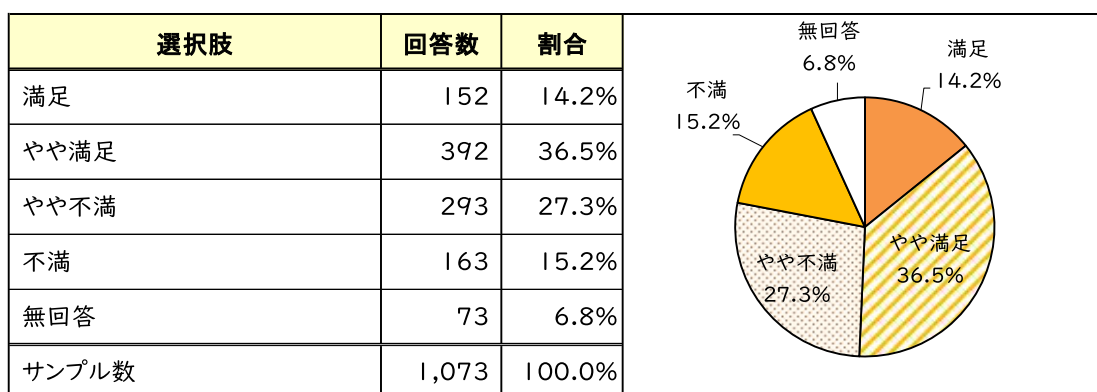 選択肢 回答数 割合
満足 152 14.2%
やや満足 392 36.5%
やや不満 293 27.3%
不満 163 15.2%
無回答 73 6.8%
サンプル数 1,073 100.0%
無回答
6.8%
満足
14.2%
不満
15.2%
やや満足
36.5%
やや不満
27.3%